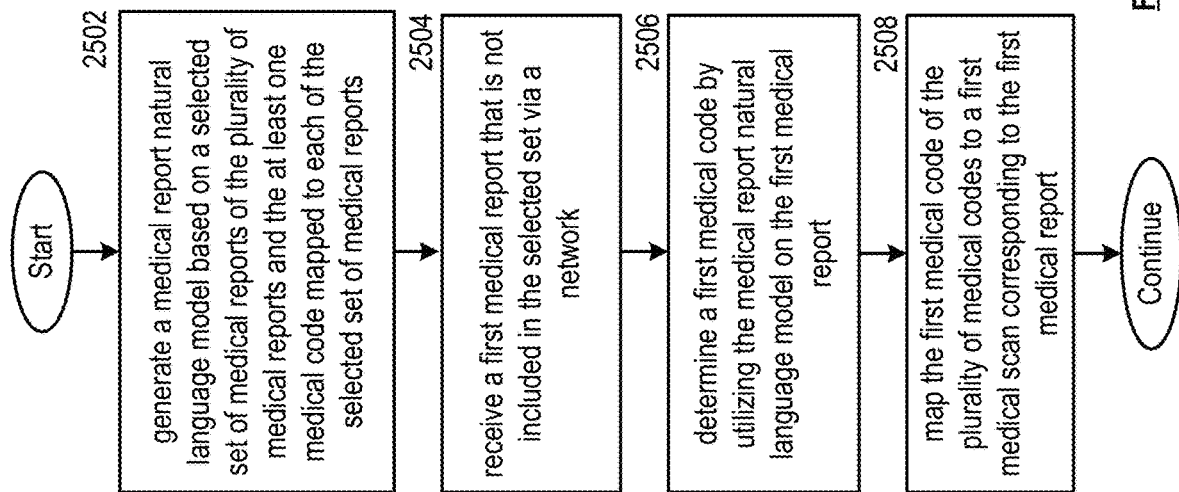 Start
2502
generate a medical report natural
language model based on a selected
set of medical reports of the plurality of
medical reports and the at least one
medical code mapped to each of the
selected set of medical reports
2504
receive a first medical report that is not
included in the selected set via a
network
2506
determine a first medical code by
utilizing the medical report natural
language model on the first medical
report
2508
map the first medical code of the
plurality of medical codes to a first
medical scan corresponding to the first
medical report
Continue